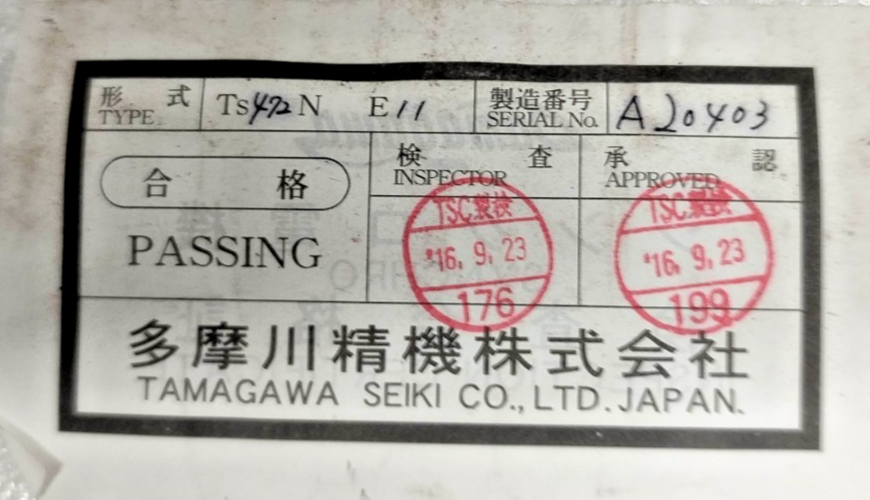 形 式 TYPE Ts472N E11 製造番号 SERIAL No. A20403
合 格
PASSING
検 査
INSPECTOR
承 認
APPROVED
TSC製検
'16. 9. 23
176
TSC製検
'16. 9. 23
199
多摩川精機株式会社
TAMAGAWA SEIKI CO., LTD. JAPAN.